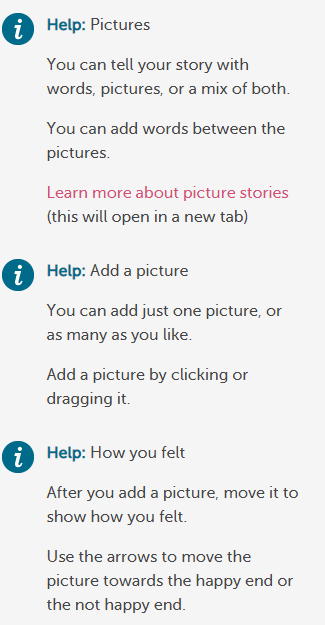 i Help: Pictures
You can tell your story with
words, pictures, or a mix of both.
You can add words between the
pictures.
Learn more about picture stories
(this will open in a new tab)
i Help: Add a picture
You can add just one picture, or
as many as you like.
Add a picture by clicking or
dragging it.
i Help: How you felt
After you add a picture, move it to
show how you felt.
Use the arrows to move the
picture towards the happy end or
the not happy end.